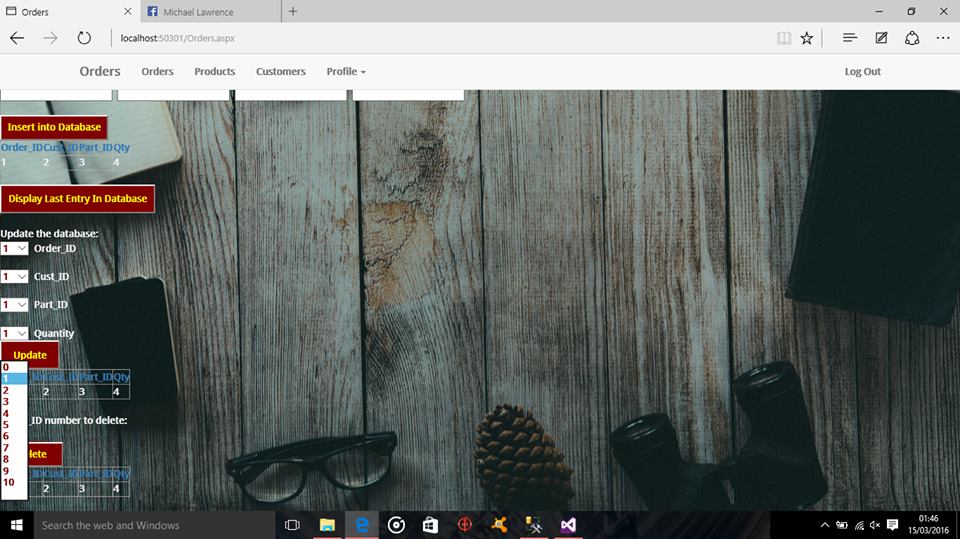 Orders
Michael Lawrence
localhost:50301/Orders.aspx
Orders Orders Products Customers Profile Log Out
Insert into Database
Order_ID Cust_ID Part_ID Qty
1 2 3 4
Display Last Entry In Database
Update the database:
1 Order_ID
1 Cust_ID
1 Part_ID
1 Quantity
Update
0
1
2
3
4
5
6
7
8
9
10
Part_ID Qty
2 3 4
_ID number to delete:
lete
Part_ID Qty
2 3 4
Search the web and Windows
01:46
15/03/2016